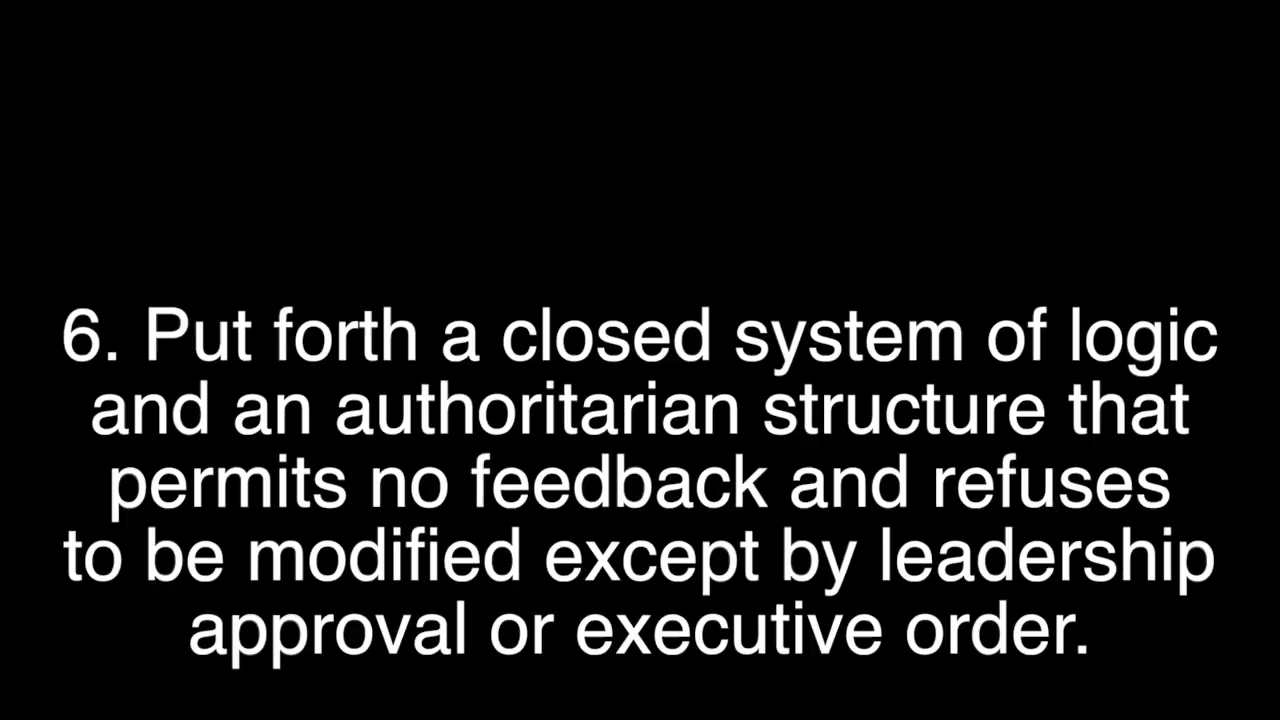 6. Put forth a closed system of logic
and an authoritarian structure that
permits no feedback and refuses
to be modified except by leadership
approval or executive order.